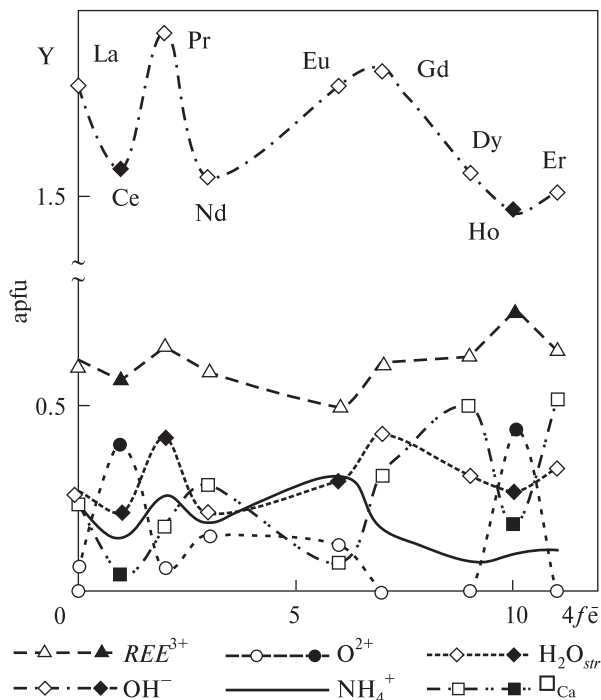 Y
La
Pr
Eu
Gd
Dy
Er
1.5
Ce
Nd
Ho
apfu
0.5
0 5 10 4fē
REE³⁺ O²⁺ H₂Oₛₜᵣ
OH⁻ NH₄⁺ □Ca